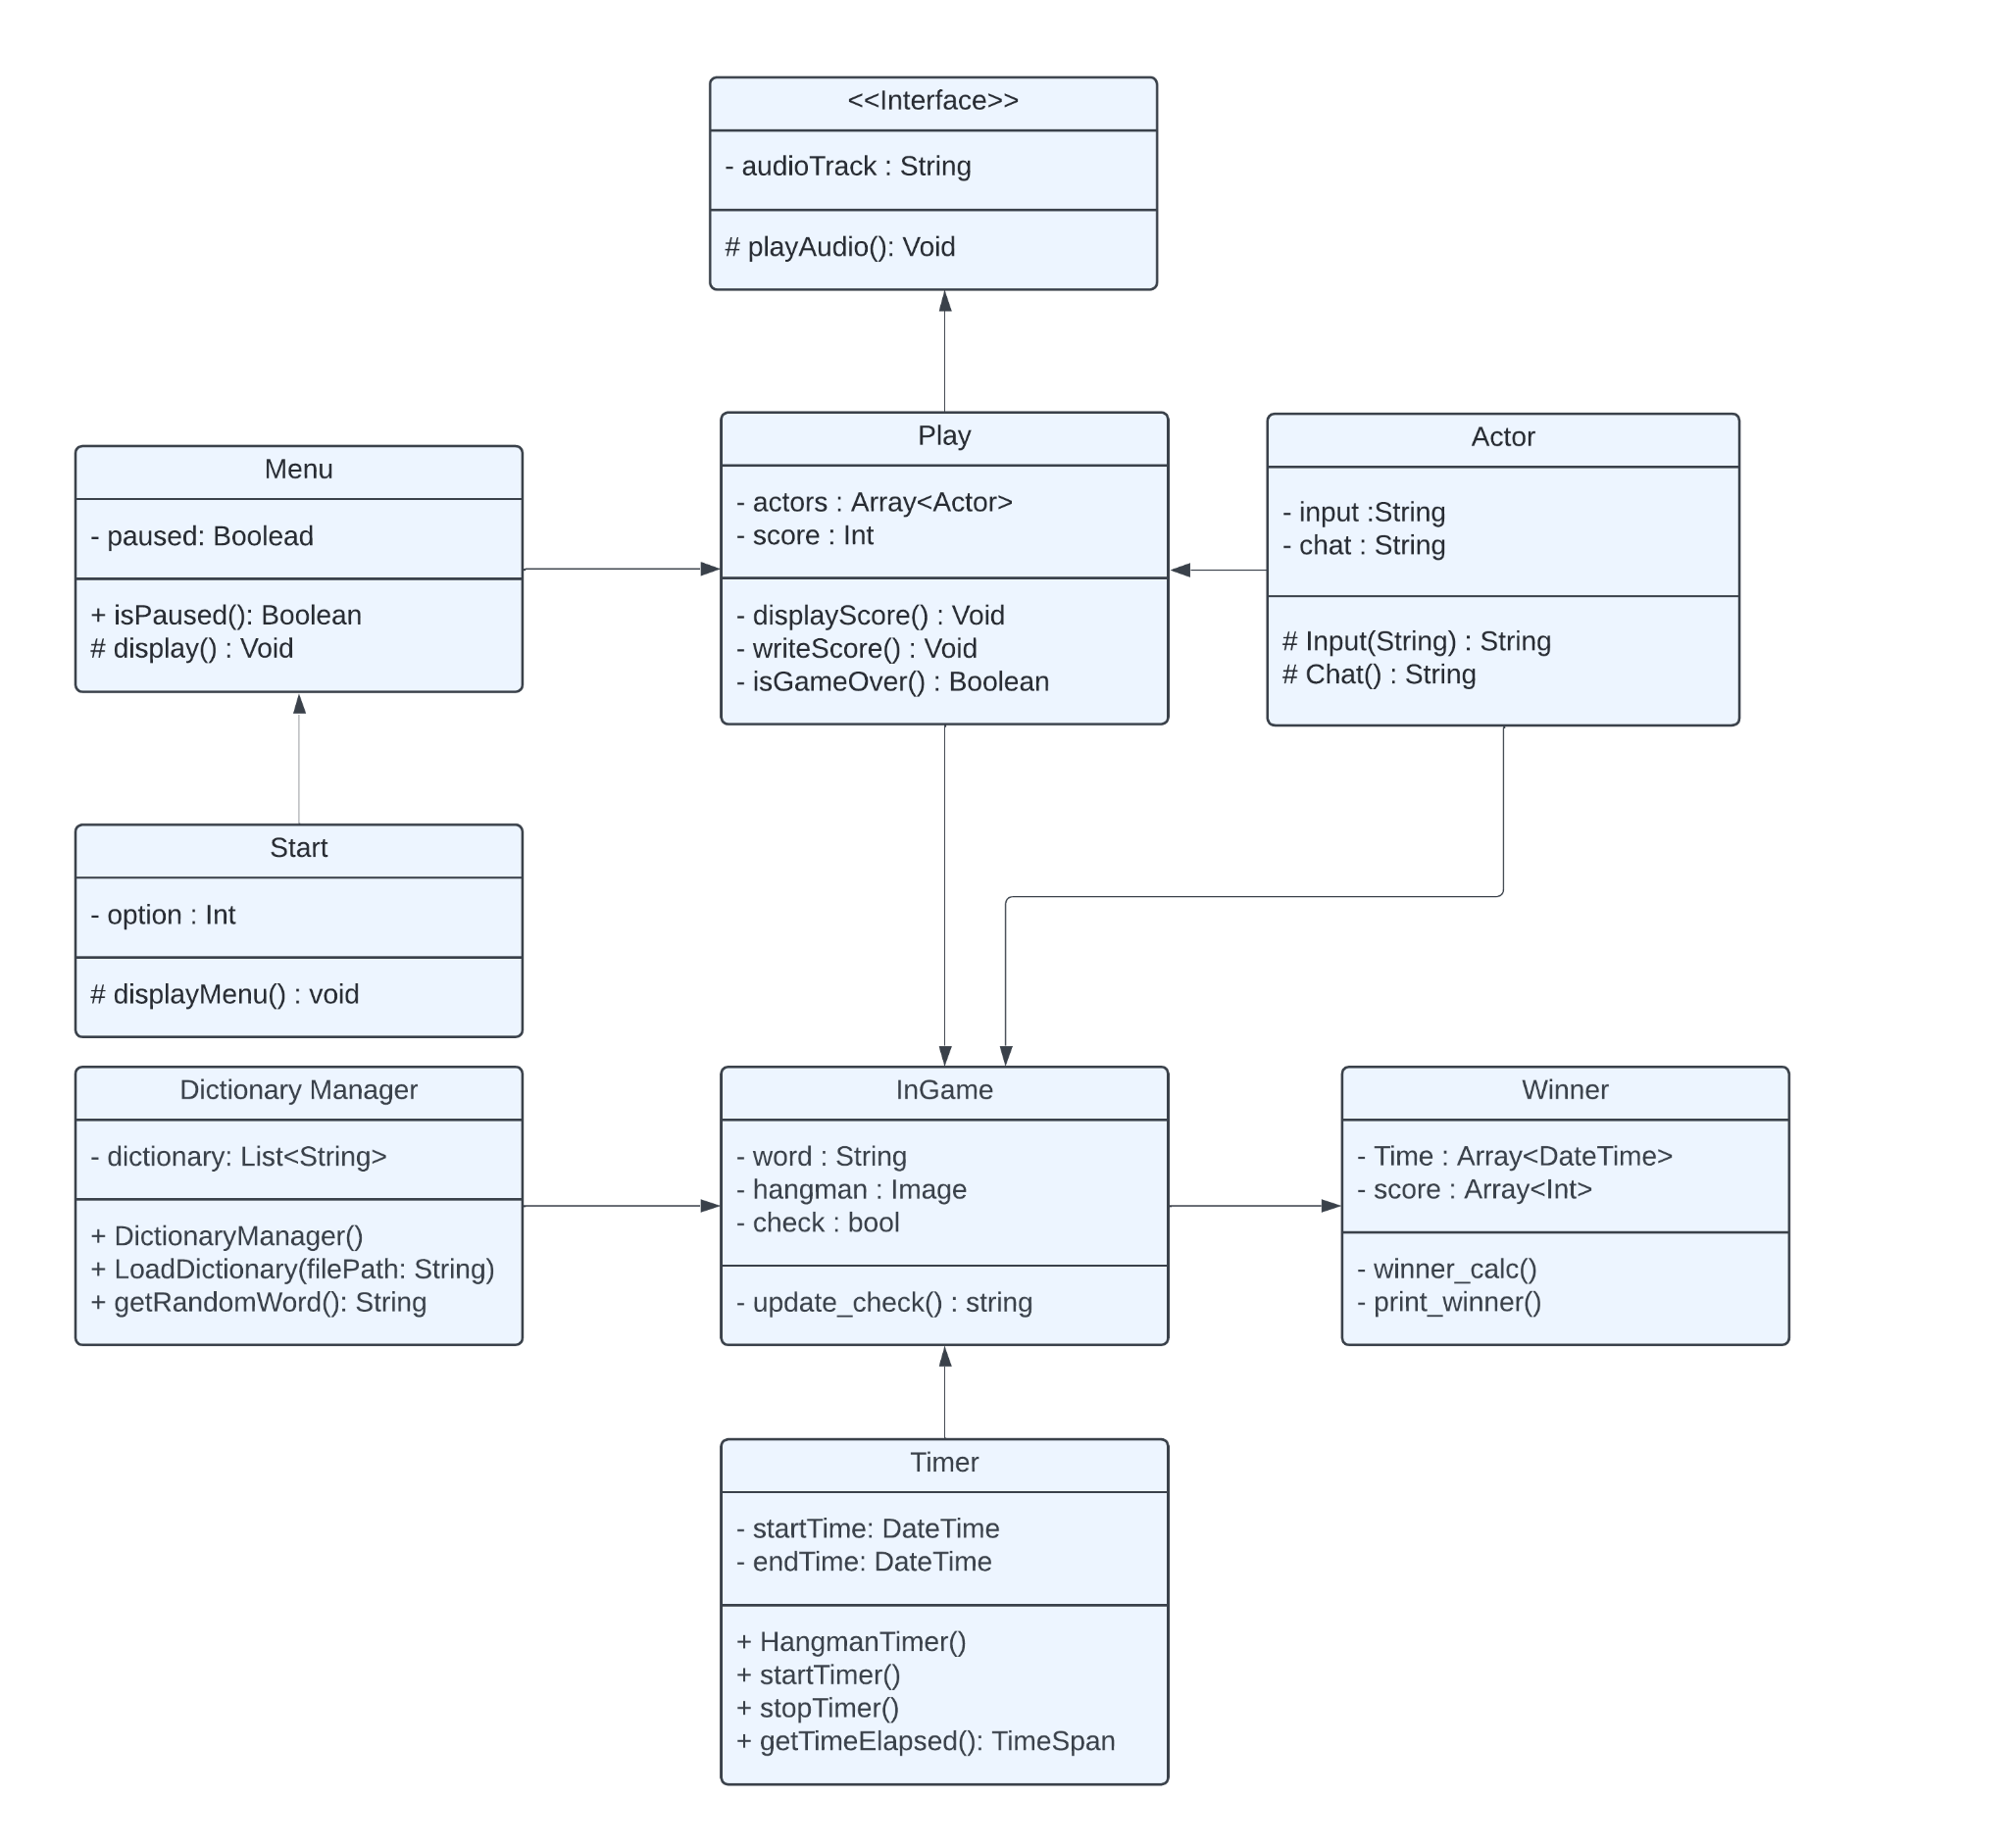 <<Interface>>
- audioTrack : String
# playAudio(): Void
Menu
- paused: Boolead
+ isPaused(): Boolean
# display() : Void
Play
- actors : Array<Actor>
- score : Int
- displayScore() : Void
- writeScore() : Void
- isGameOver() : Boolean
Actor
- input :String
- chat : String
# Input(String) : String
# Chat() : String
Start
- option : Int
# displayMenu() : void
Dictionary Manager
- dictionary: List<String>
+ DictionaryManager()
+ LoadDictionary(filePath: String)
+ getRandomWord(): String
InGame
- word : String
- hangman : Image
- check : bool
- update_check() : string
Winner
- Time : Array<DateTime>
- score : Array<Int>
- winner_calc()
- print_winner()
Timer
- startTime: DateTime
- endTime: DateTime
+ HangmanTimer()
+ startTimer()
+ stopTimer()
+ getTimeElapsed(): TimeSpan